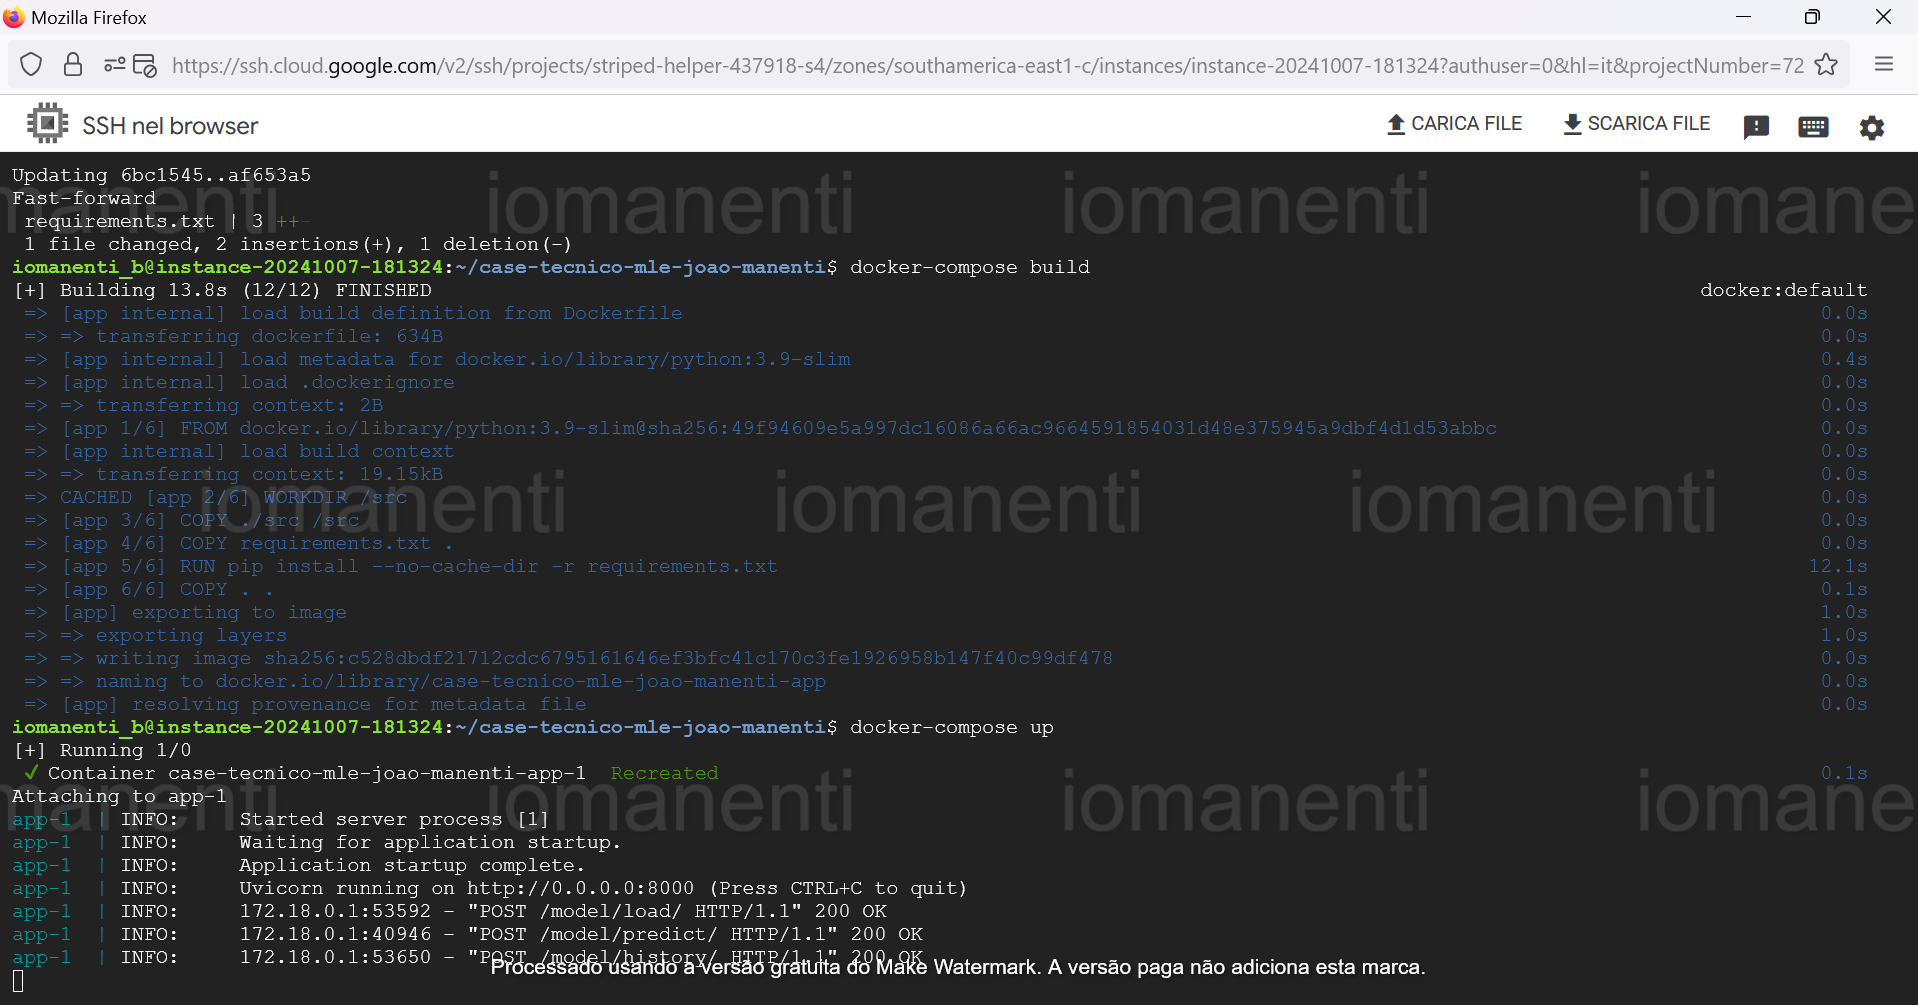 Mozilla Firefox
https://ssh.cloud.google.com/v2/ssh/projects/striped-helper-437918-s4/zones/southamerica-east1-c/instances/instance-20241007-181324?authuser=0&hl=it&projectNumber=72
SSH nel browser
CARICA FILE
SCARICA FILE
Updating 6bc1545..af653a5
Fast-forward
requirements.txt | 3 ++-
1 file changed, 2 insertions(+), 1 deletion(-)
iomanenti_b@instance-20241007-181324:~/case-tecnico-mle-joao-manenti$ docker-compose build
[+] Building 13.8s (12/12) FINISHED docker:default
=> [app internal] load build definition from Dockerfile 0.0s
=> => transferring dockerfile: 634B 0.0s
=> [app internal] load metadata for docker.io/library/python:3.9-slim 0.4s
=> [app internal] load .dockerignore 0.0s
=> => transferring context: 2B 0.0s
=> [app 1/6] FROM docker.io/library/python:3.9-slim@sha256:49f94609e5a997dc16086a66ac9664591854031d48e375945a9dbf4d1d53abbc 0.0s
=> [app internal] load build context 0.0s
=> => transferring context: 19.15kB 0.0s
=> CACHED [app 2/6] WORKDIR /src 0.0s
=> [app 3/6] COPY ./src /src 0.0s
=> [app 4/6] COPY requirements.txt . 0.0s
=> [app 5/6] RUN pip install --no-cache-dir -r requirements.txt 12.1s
=> [app 6/6] COPY . . 0.1s
=> [app] exporting to image 1.0s
=> => exporting layers 1.0s
=> => writing image sha256:c528dbdf21712cdc6795161646ef3bfc41c170c3fe1926958b147f40c99df478 0.0s
=> => naming to docker.io/library/case-tecnico-mle-joao-manenti-app 0.0s
=> [app] resolving provenance for metadata file 0.0s
iomanenti_b@instance-20241007-181324:~/case-tecnico-mle-joao-manenti$ docker-compose up
[+] Running 1/0
✓ Container case-tecnico-mle-joao-manenti-app-1 Recreated 0.1s
Attaching to app-1
app-1 | INFO: Started server process [1]
app-1 | INFO: Waiting for application startup.
app-1 | INFO: Application startup complete.
app-1 | INFO: Uvicorn running on http://0.0.0.0:8000 (Press CTRL+C to quit)
app-1 | INFO: 172.18.0.1:53592 - "POST /model/load/ HTTP/1.1" 200 OK
app-1 | INFO: 172.18.0.1:40946 - "POST /model/predict/ HTTP/1.1" 200 OK
app-1 | INFO: 172.18.0.1:53650 - "POST /model/history/ HTTP/1.1" 200 OK
Processado usando a versão gratuita do Make Watermark. A versão paga não adiciona esta marca.
manenti iomanenti iomanenti iomane
iomanenti iomanenti iomanenti
manenti iomanenti iomanenti iomane